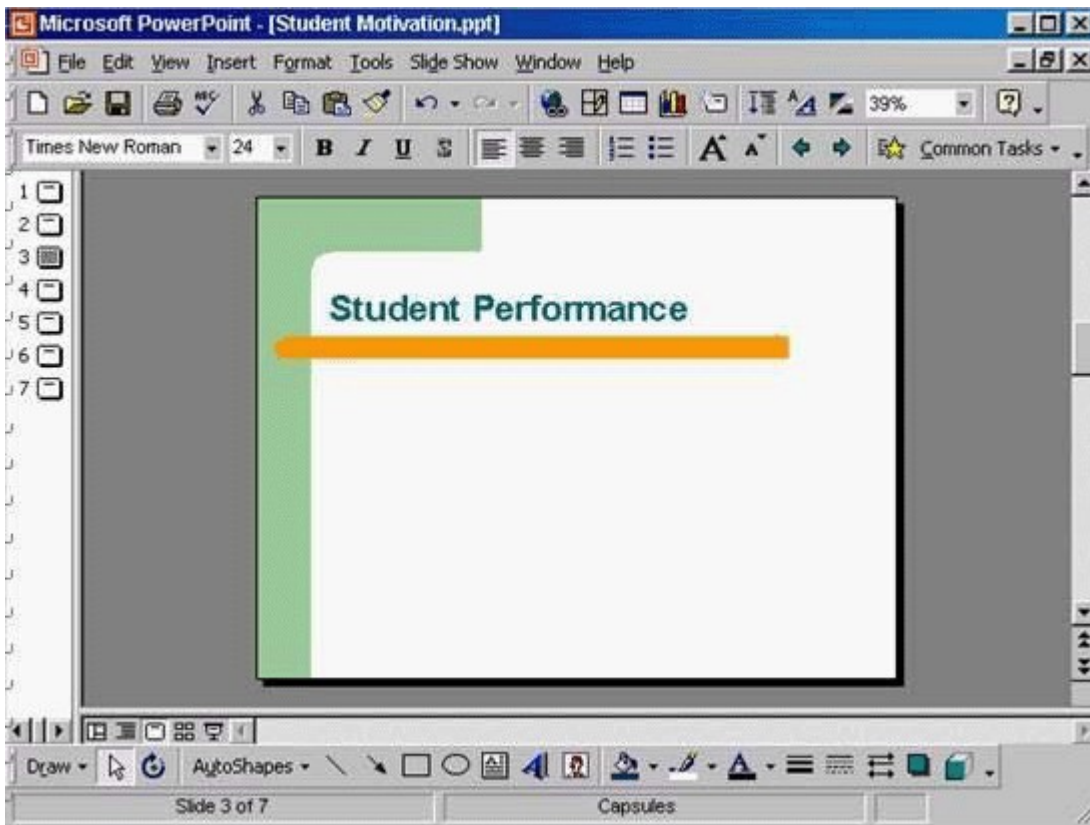 Microsoft PowerPoint - [Student Motivation.ppt]
File Edit View Insert Format Tools Slide Show Window Help
ABC 39% ?
Times New Roman 24 B I U S A A Common Tasks
1
2
3
4
5
6
7
Student Performance
Draw AutoShapes A A
Slide 3 of 7 Capsules